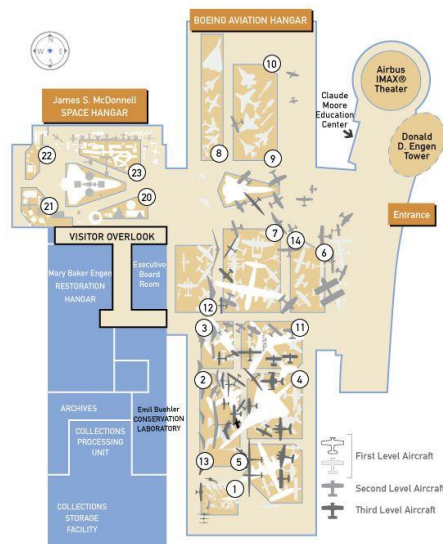 BOEING AVIATION HANGAR
N
W
E
S
James S. McDonnell
SPACE HANGAR
Airbus
IMAX®
Theater
Claude
Moore
Education
Center
Donald
D. Engen
Tower
Entrance
10
8
9
22
23
21
20
VISITOR OVERLOOK
7
14
6
Mary Baker Engen
RESTORATION
HANGAR
Executive
Board
Room
12
3
11
2
4
ARCHIVES
Emil Buehler
CONSERVATION
LABORATORY
COLLECTIONS
PROCESSING
UNIT
13
5
1
COLLECTIONS
STORAGE
FACILITY
First Level Aircraft
Second Level Aircraft
Third Level Aircraft